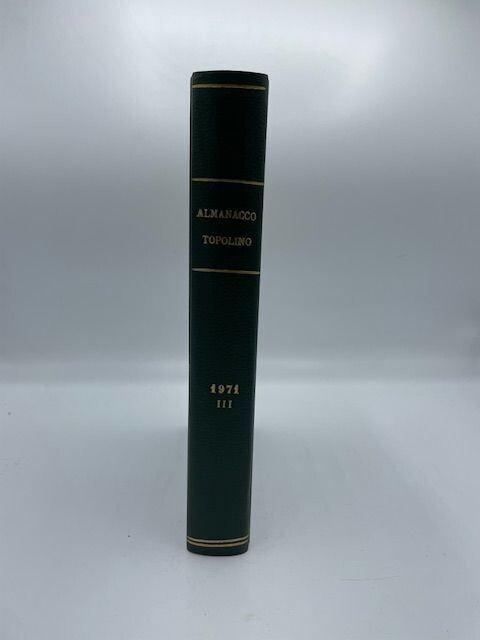 ALMANACCO
TOPOLINO
1971
III